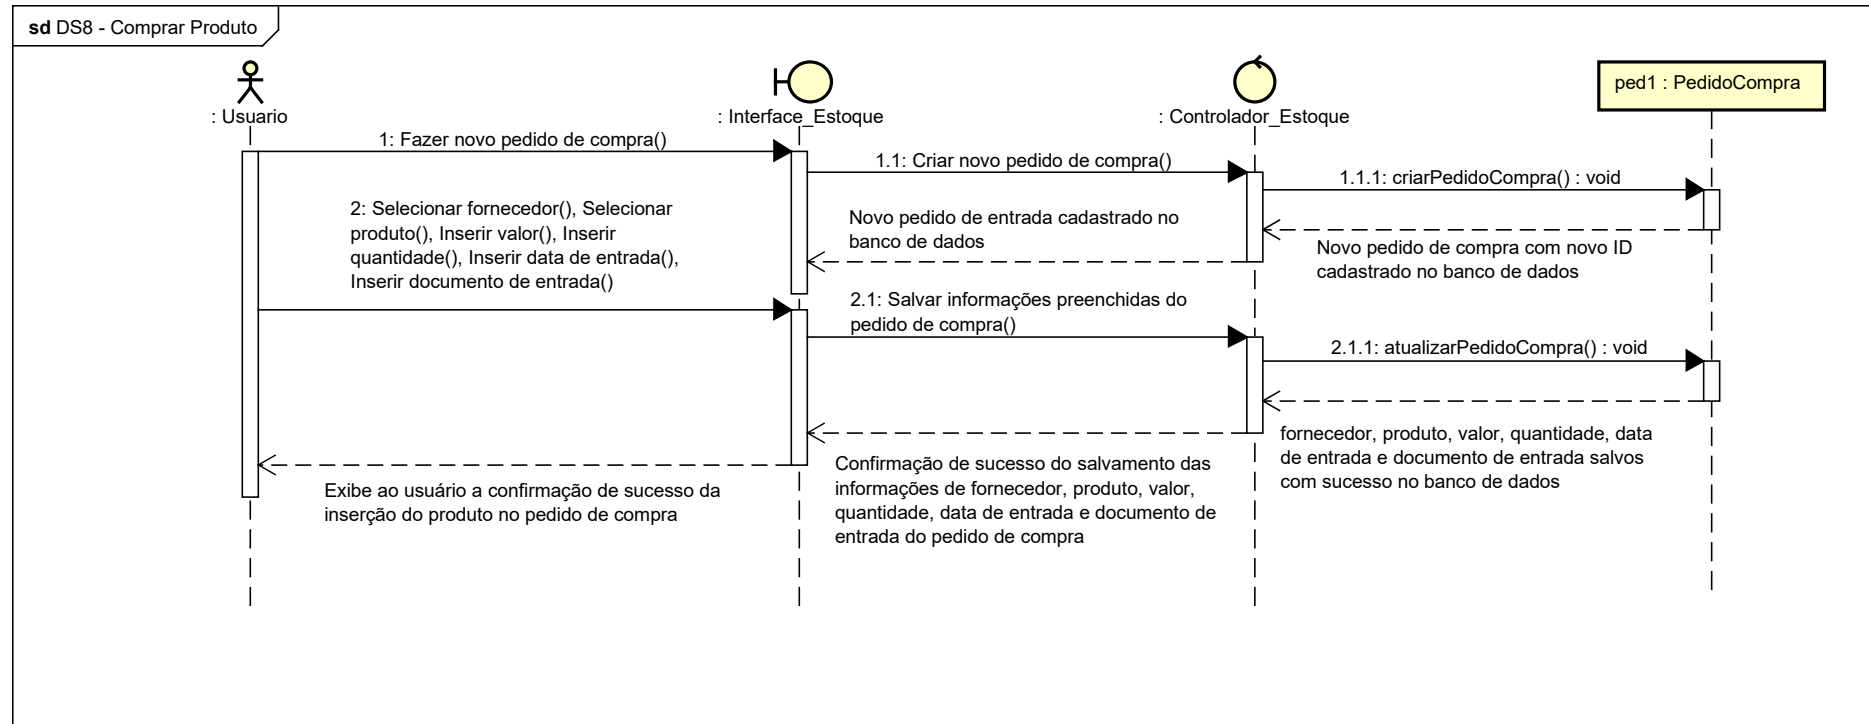 sd DS8 - Comprar Produto
: Usuario
: Interface_Estoque
: Controlador_Estoque
ped1 : PedidoCompra
1: Fazer novo pedido de compra()
1.1: Criar novo pedido de compra()
1.1.1: criarPedidoCompra() : void
2: Selecionar fornecedor(), Selecionar
produto(), Inserir valor(), Inserir
quantidade(), Inserir data de entrada(),
Inserir documento de entrada()
Novo pedido de entrada cadastrado no
banco de dados
Novo pedido de compra com novo ID
cadastrado no banco de dados
2.1: Salvar informações preenchidas do
pedido de compra()
2.1.1: atualizarPedidoCompra() : void
fornecedor, produto, valor, quantidade, data
de entrada e documento de entrada salvos
com sucesso no banco de dados
Confirmação de sucesso do salvamento das
informações de fornecedor, produto, valor,
quantidade, data de entrada e documento de
entrada do pedido de compra
Exibe ao usuário a confirmação de sucesso da
inserção do produto no pedido de compra